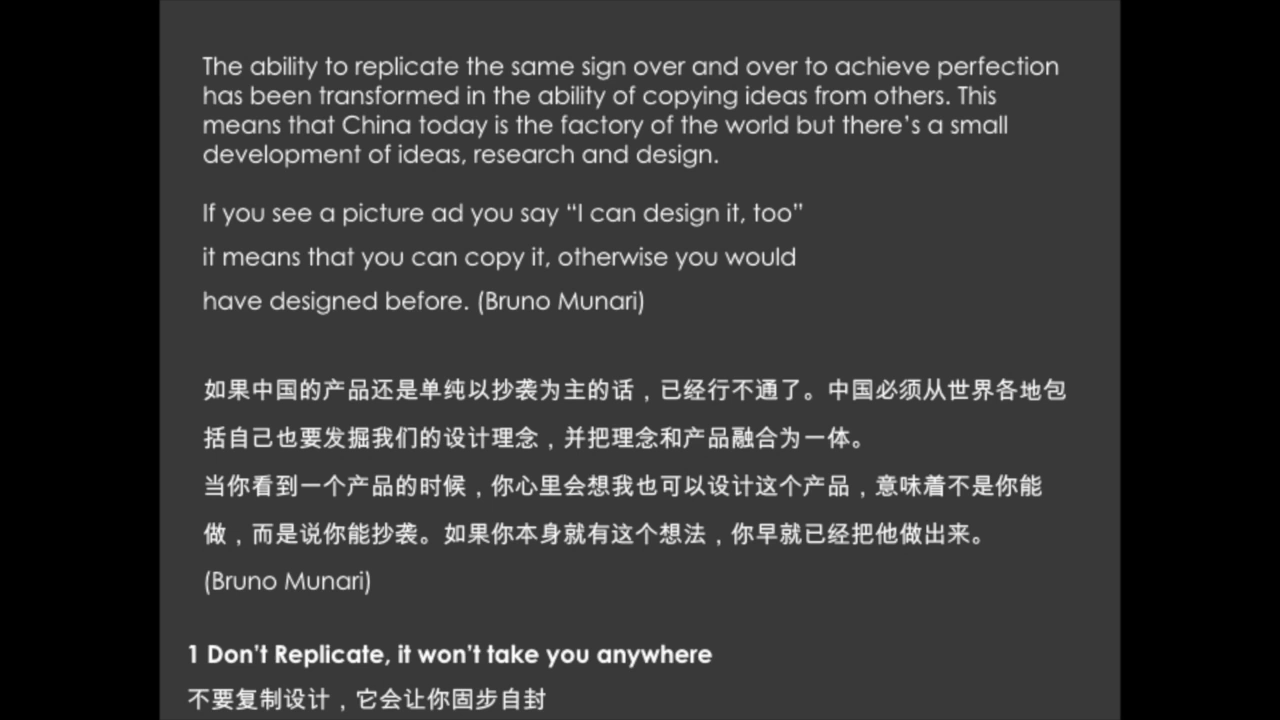 The ability to replicate the same sign over and over to achieve perfection
has been transformed in the ability of copying ideas from others. This
means that China today is the factory of the world but there’s a small
development of ideas, research and design.
If you see a picture ad you say “I can design it, too”
it means that you can copy it, otherwise you would
have designed before. (Bruno Munari)
如果中国的产品还是单纯以抄袭为主的话，已经行不通了。中国必须从世界各地包
括自己也要发掘我们的设计理念，并把理念和产品融合为一体。
当你看到一个产品的时候，你心里会想我也可以设计这个产品，意味着不是你能
做，而是说你能抄袭。如果你本身就有这个想法，你早就已经把他做出来。
(Bruno Munari)
1 Don’t Replicate, it won’t take you anywhere
不要复制设计，它会让你固步自封